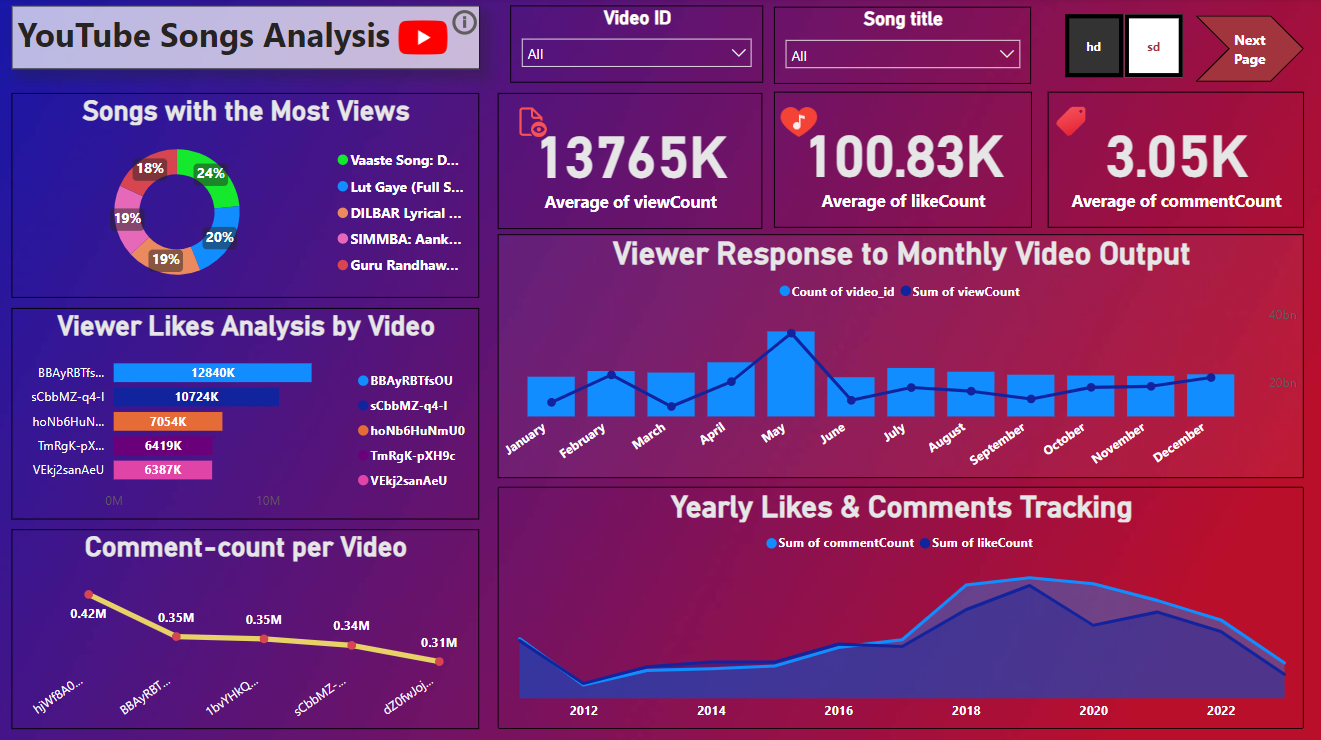 YouTube Songs Analysis
Video ID
All
Song title
All
hd
sd
Next
Page
Songs with the Most Views
18%
24%
19%
20%
19%
Vaaste Song: D...
Lut Gaye (Full S...
DILBAR Lyrical ...
SIMMBA: Aank...
Guru Randhaw...
13765K
Average of viewCount
100.83K
Average of likeCount
3.05K
Average of commentCount
Viewer Response to Monthly Video Output
Count of video_id
Sum of viewCount
40bn
20bn
January
February
March
April
May
June
July
August
September
October
November
December
Viewer Likes Analysis by Video
BBAyRBTfs...
12840K
sCbbMZ-q4-I
10724K
hoNb6HuN...
7054K
TmRgK-pX...
6419K
VEkj2sanAeU
6387K
0M
10M
BBAyRBTfsOU
sCbbMZ-q4-I
hoNb6HuNmU0
TmRgK-pXH9c
VEkj2sanAeU
Comment-count per Video
0.42M
0.35M
0.35M
0.34M
0.31M
hjWf8A0...
BBAyRBT...
1bvYHkQ...
sCbbMZ-...
dZ0fwJoj...
Yearly Likes & Comments Tracking
Sum of commentCount
Sum of likeCount
2012
2014
2016
2018
2020
2022